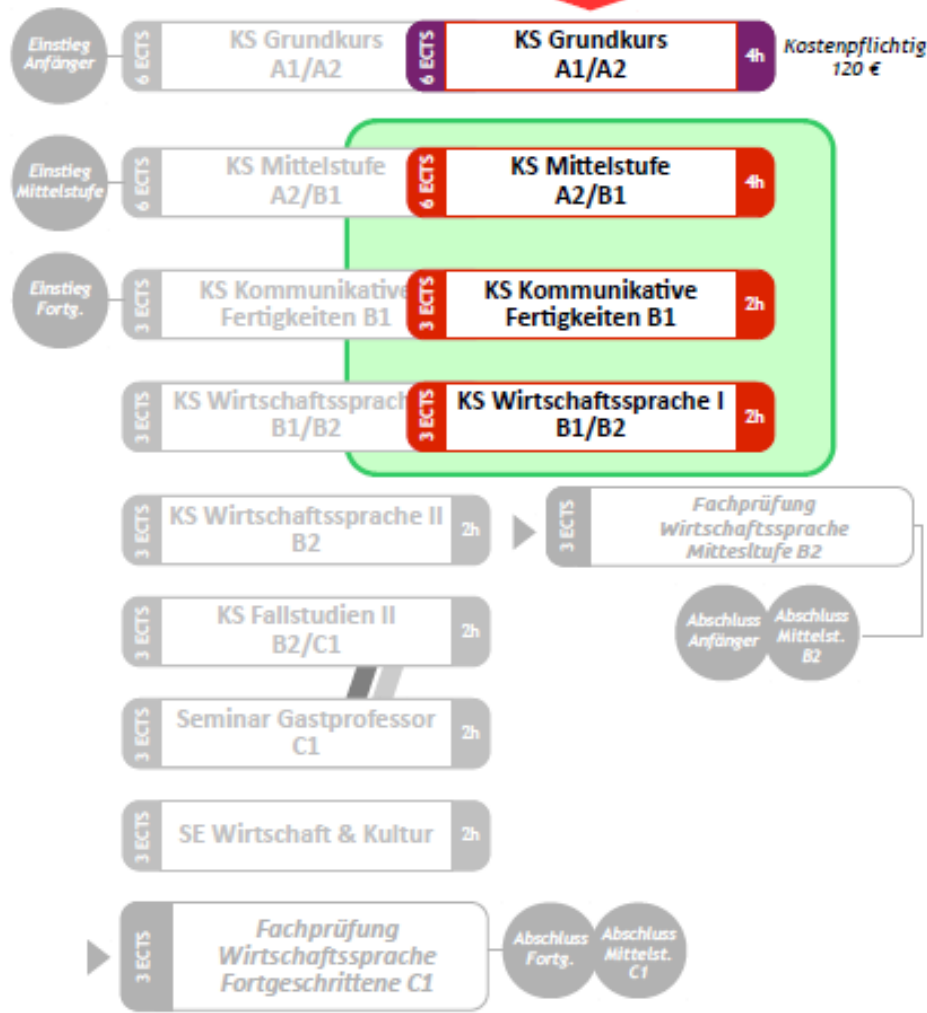 Einstieg
Anfänger
6 ECTS
KS Grundkurs
A1/A2
6 ECTS
KS Grundkurs
A1/A2
4h
Kostenpflichtig
120 €
Einstieg
Mittelstufe
6 ECTS
KS Mittelstufe
A2/B1
6 ECTS
KS Mittelstufe
A2/B1
4h
Einstieg
Fortg.
3 ECTS
KS Kommunikative
Fertigkeiten B1
3 ECTS
KS Kommunikative
Fertigkeiten B1
2h
3 ECTS
KS Wirtschaftssprach
B1/B2
3 ECTS
KS Wirtschaftssprache I
B1/B2
2h
3 ECTS
KS Wirtschaftssprache II
B2
2h
3 ECTS
Fachprüfung
Wirtschaftssprache
Mittesltufe B2
3 ECTS
KS Fallstudien II
B2/C1
2h
Abschluss
Anfänger
Abschluss
Mittelst.
B2
3 ECTS
Seminar Gastprofessor
C1
2h
3 ECTS
SE Wirtschaft & Kultur
2h
3 ECTS
Fachprüfung
Wirtschaftssprache
Fortgeschrittene C1
Abschluss
Fortg.
Abschluss
Mittelst.
C1